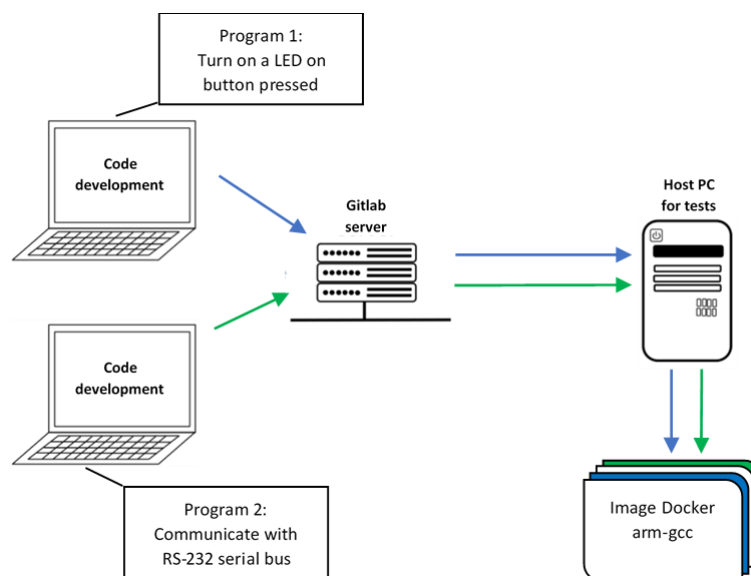 Program 1:
Turn on a LED on
button pressed
Code
development
Gitlab
server
Host PC
for tests
Code
development
Program 2:
Communicate with
RS-232 serial bus
Image Docker
arm-gcc